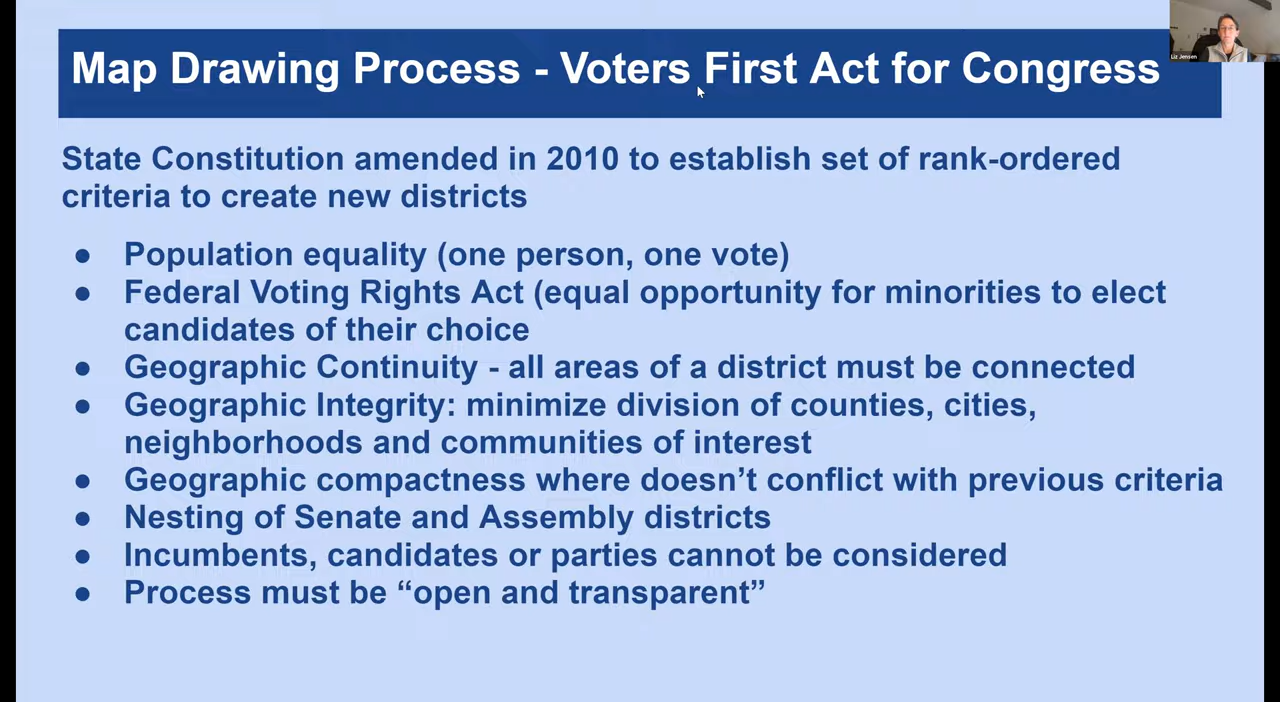 Map Drawing Process - Voters First Act for Congress
Liz Jensen
State Constitution amended in 2010 to establish set of rank-ordered
criteria to create new districts
● Population equality (one person, one vote)
● Federal Voting Rights Act (equal opportunity for minorities to elect
candidates of their choice
● Geographic Continuity - all areas of a district must be connected
● Geographic Integrity: minimize division of counties, cities,
neighborhoods and communities of interest
● Geographic compactness where doesn’t conflict with previous criteria
● Nesting of Senate and Assembly districts
● Incumbents, candidates or parties cannot be considered
● Process must be “open and transparent”